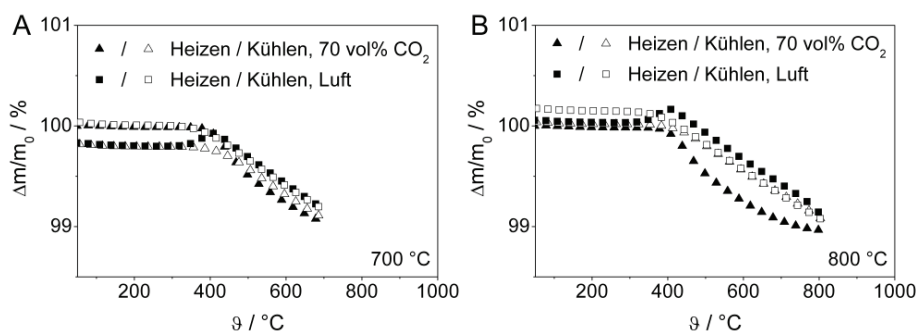 A
101
100
99
Δm/m0 / %
▲ / △ Heizen / Kühlen, 70 vol% CO2
■ / □ Heizen / Kühlen, Luft
700 °C
200 400 600 800 1000
ϑ / °C
B
101
100
99
Δm/m0 / %
▲ / △ Heizen / Kühlen, 70 vol% CO2
■ / □ Heizen / Kühlen, Luft
800 °C
200 400 600 800 1000
ϑ / °C